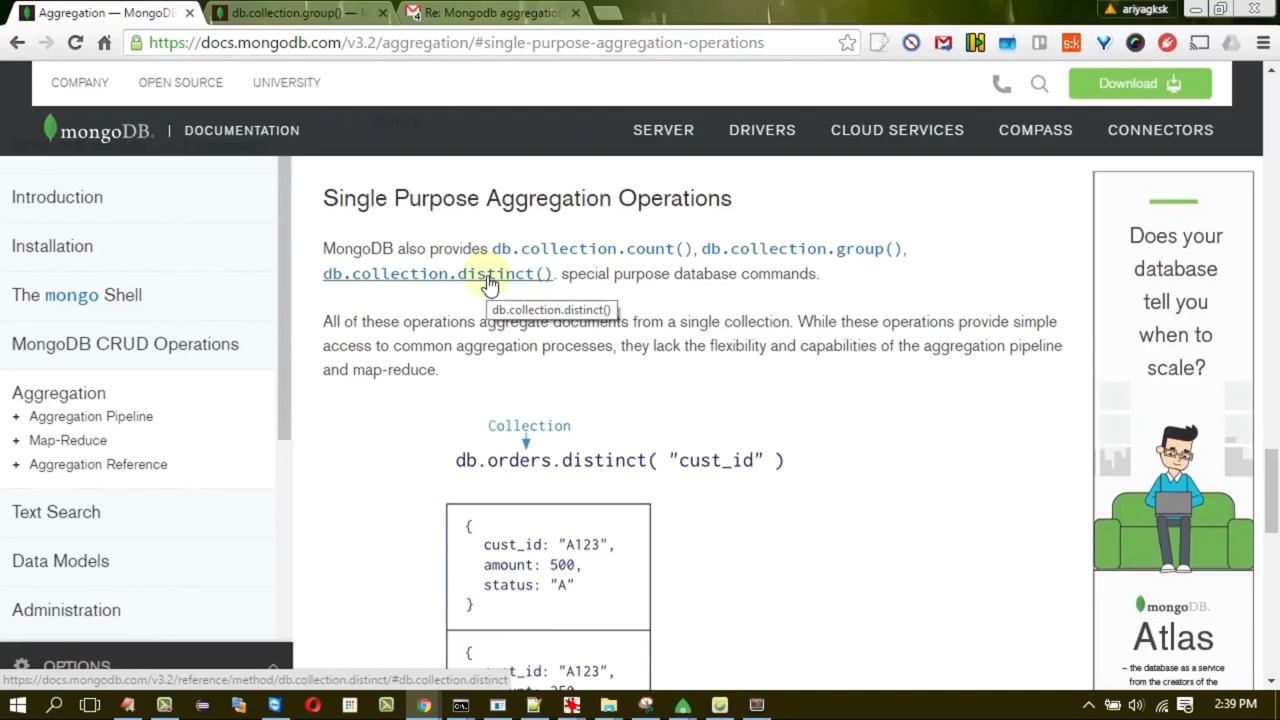 Aggregation — MongoDB
db.collection.group() — M
Re: Mongodb aggregation
ariyagksk
https://docs.mongodb.com/v3.2/aggregation/#single-purpose-aggregation-operations
s:k
COMPANY OPEN SOURCE UNIVERSITY
Download
mongoDB. | DOCUMENTATION
SERVER DRIVERS CLOUD SERVICES COMPASS CONNECTORS
Introduction
Installation
The mongo Shell
MongoDB CRUD Operations
Aggregation
+ Aggregation Pipeline
+ Map-Reduce
+ Aggregation Reference
Text Search
Data Models
Administration
OPTIONS
Single Purpose Aggregation Operations
MongoDB also provides db.collection.count(), db.collection.group(),
db.collection.distinct(). special purpose database commands.
db.collection.distinct()
All of these operations aggregate documents from a single collection. While these operations provide simple
access to common aggregation processes, they lack the flexibility and capabilities of the aggregation pipeline
and map-reduce.
Collection
db.orders.distinct( "cust_id" )
{
cust_id: "A123",
amount: 500,
status: "A"
}
{
cust_id: "A123",
Does your
database
tell you
when to
scale?
mongoDB.
Atlas
– the database as a service
from the creators of the
https://docs.mongodb.com/v3.2/reference/method/db.collection.distinct/#db.collection.distinct
2:39 PM